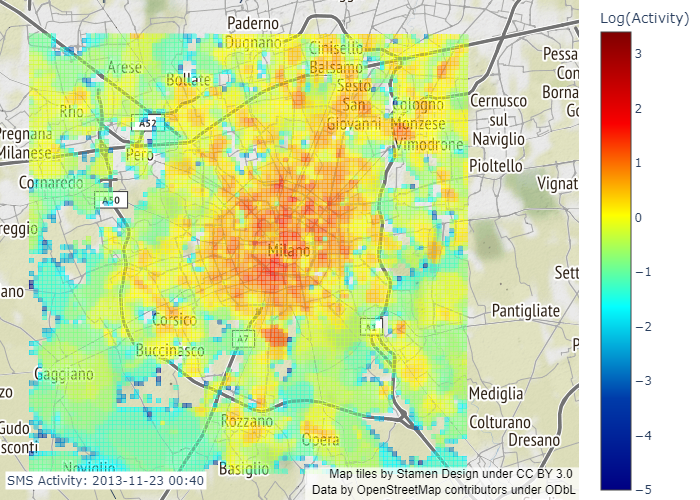 Log(Activity)
Paderno
Dugnano
Cinisello
Balsamo
Arese
Bollate
Sesto
San
Giovanni
Rho
Cologno
Monzese
Cernusco
sul
Naviglio
Pessa
Con
Borna
Go
A52
Pregnana
Milanese
Pero
Vimodrone
Pioltello
Cornaredo
A50
Vignat
reggio
Milano
Sett
ano
Pantigliate
Corsico
A7
A1
Buccinasco
P
Gaggiano
zo
Mediglia
Rozzano
Colturano
Gudo
sconti
Opera
Dresano
Noviglio
Basiglio
3
2
1
0
−1
−2
−3
−4
−5
SMS Activity: 2013-11-23 00:40
Map tiles by Stamen Design under CC BY 3.0
Data by OpenStreetMap contributors under ODbL